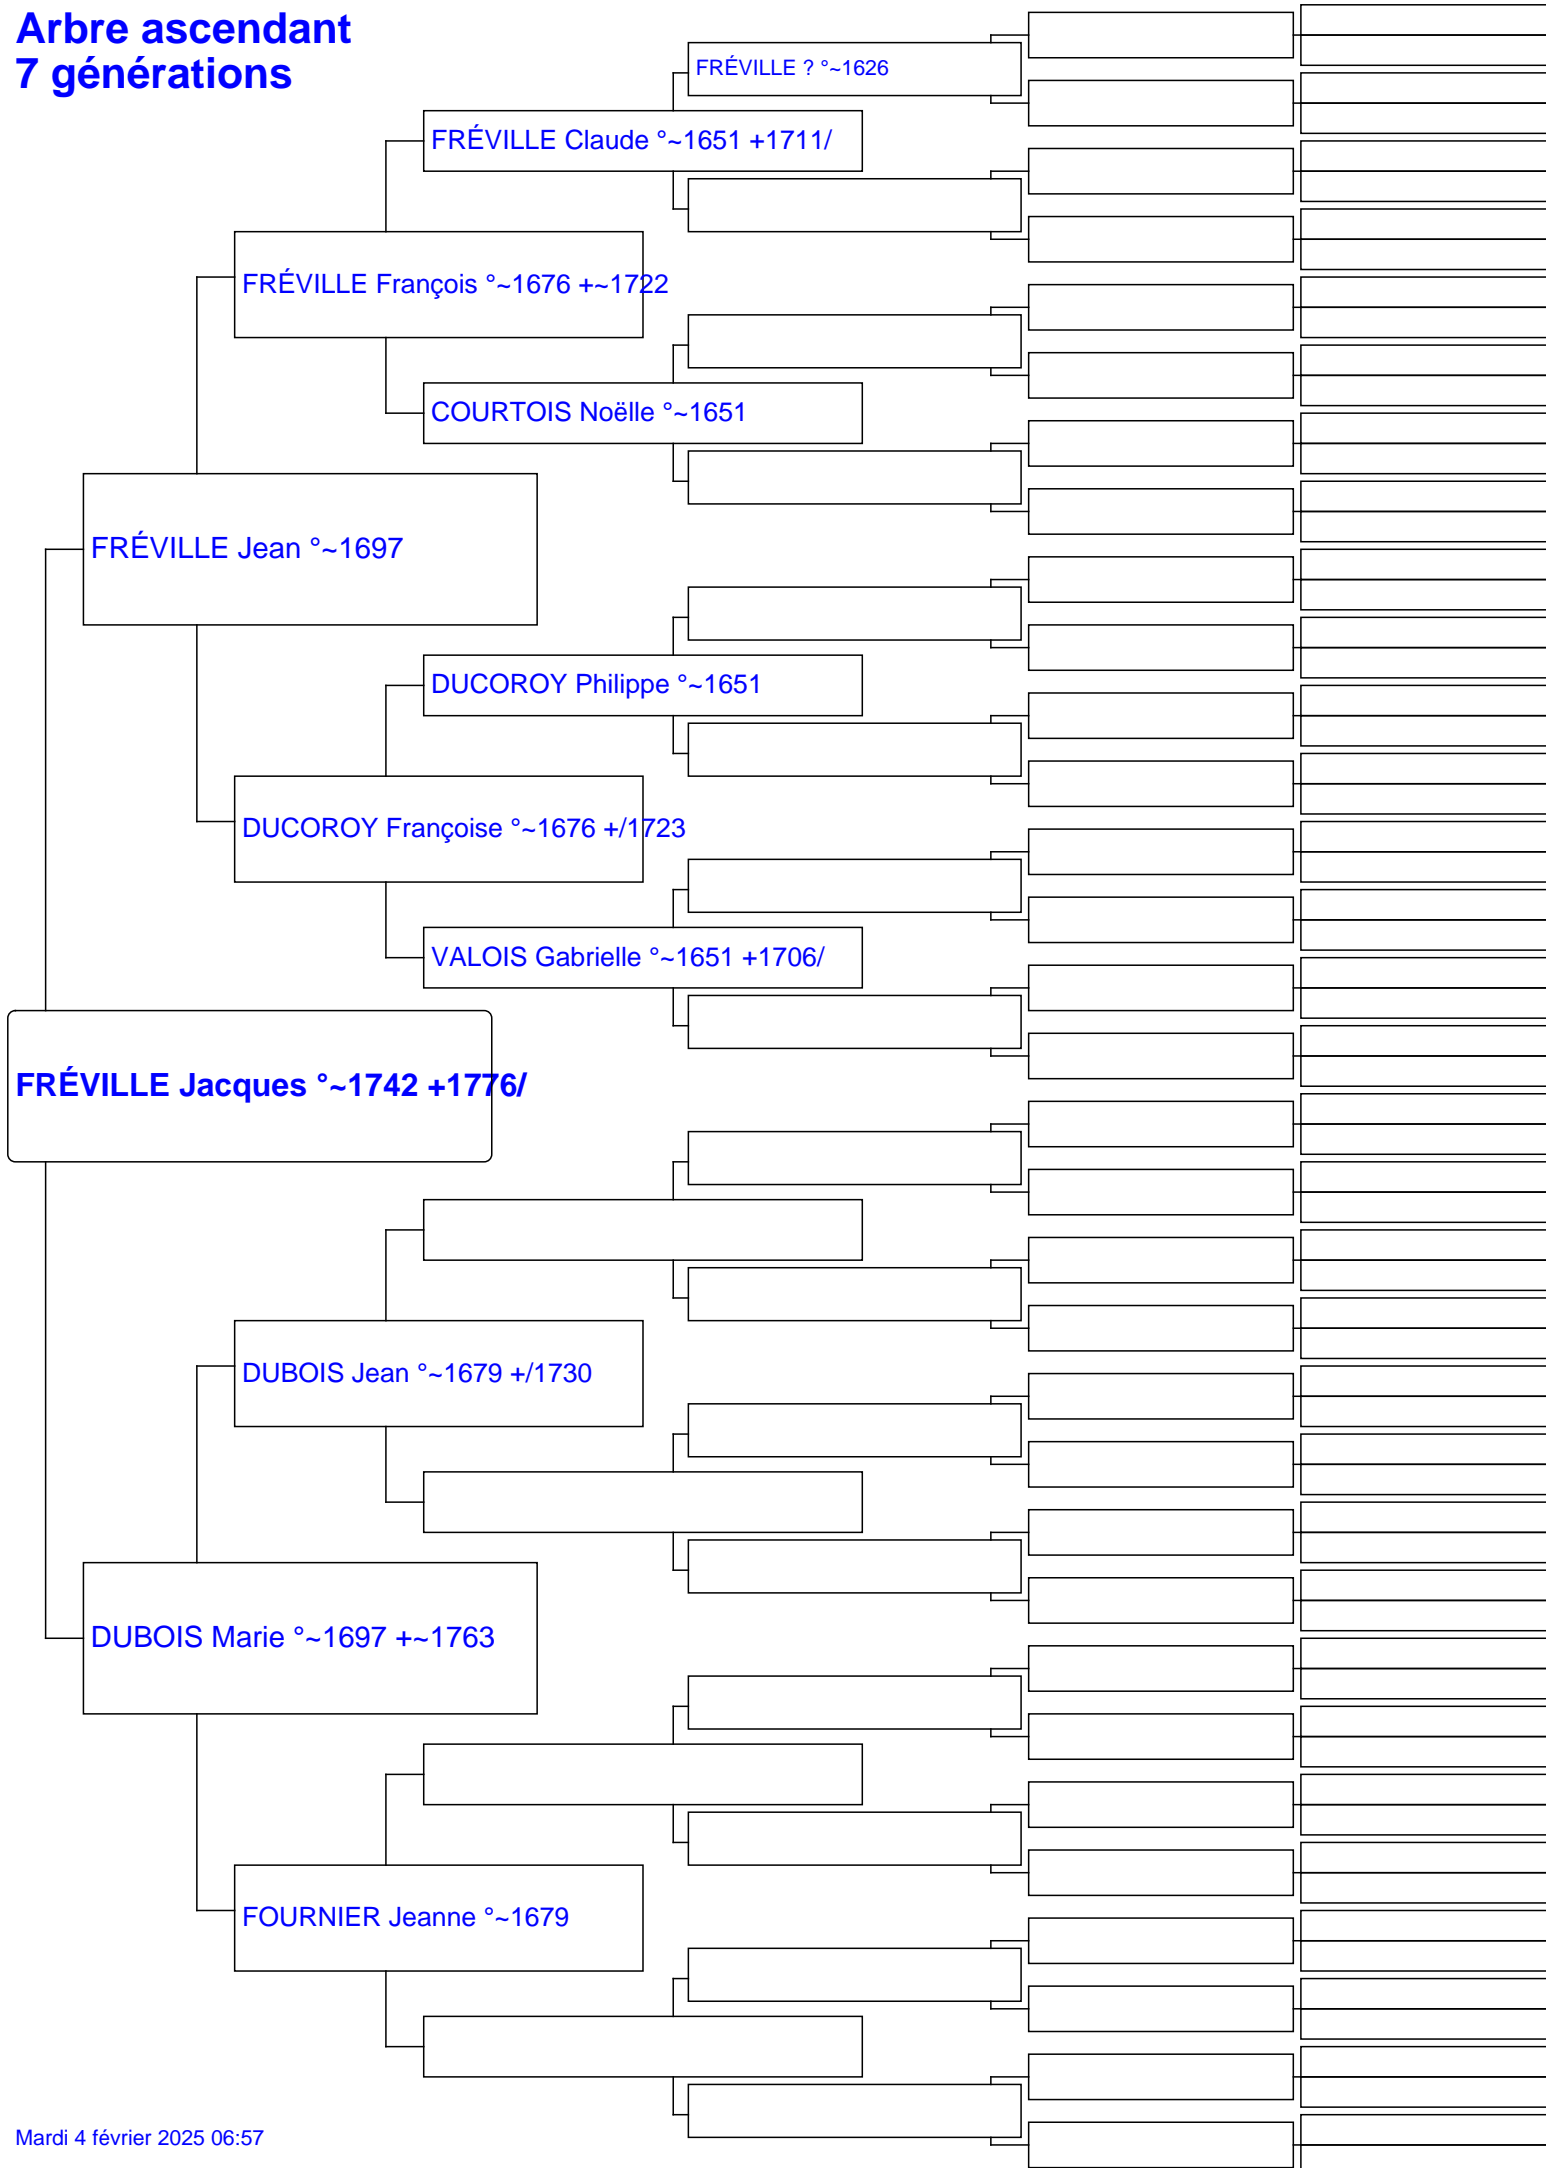 Arbre ascendant
7 générations
FRÉVILLE ? °~1626
FRÉVILLE Claude °~1651 +1711/
FRÉVILLE François °~1676 +~1722
COURTOIS Noëlle °~1651
FRÉVILLE Jean °~1697
DUCOROY Philippe °~1651
DUCOROY Françoise °~1676 +/1723
VALOIS Gabrielle °~1651 +1706/
FRÉVILLE Jacques °~1742 +1776/
DUBOIS Jean °~1679 +/1730
DUBOIS Marie °~1697 +~1763
FOURNIER Jeanne °~1679
Mardi 4 février 2025 06:57